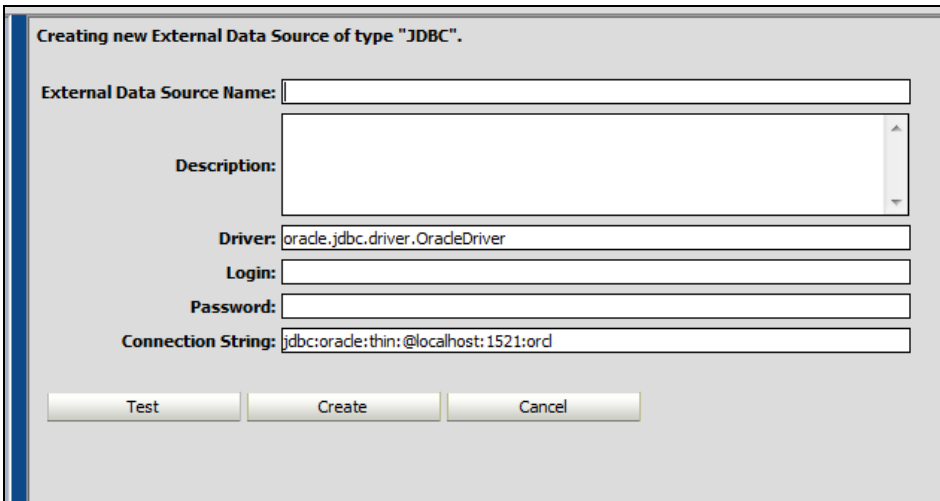 Creating new External Data Source of type "JDBC".
External Data Source Name:
Description:
Driver: oracle.jdbc.driver.OracleDriver
Login:
Password:
Connection String: jdbc:oracle:thin:@localhost:1521:orcl
Test Create Cancel